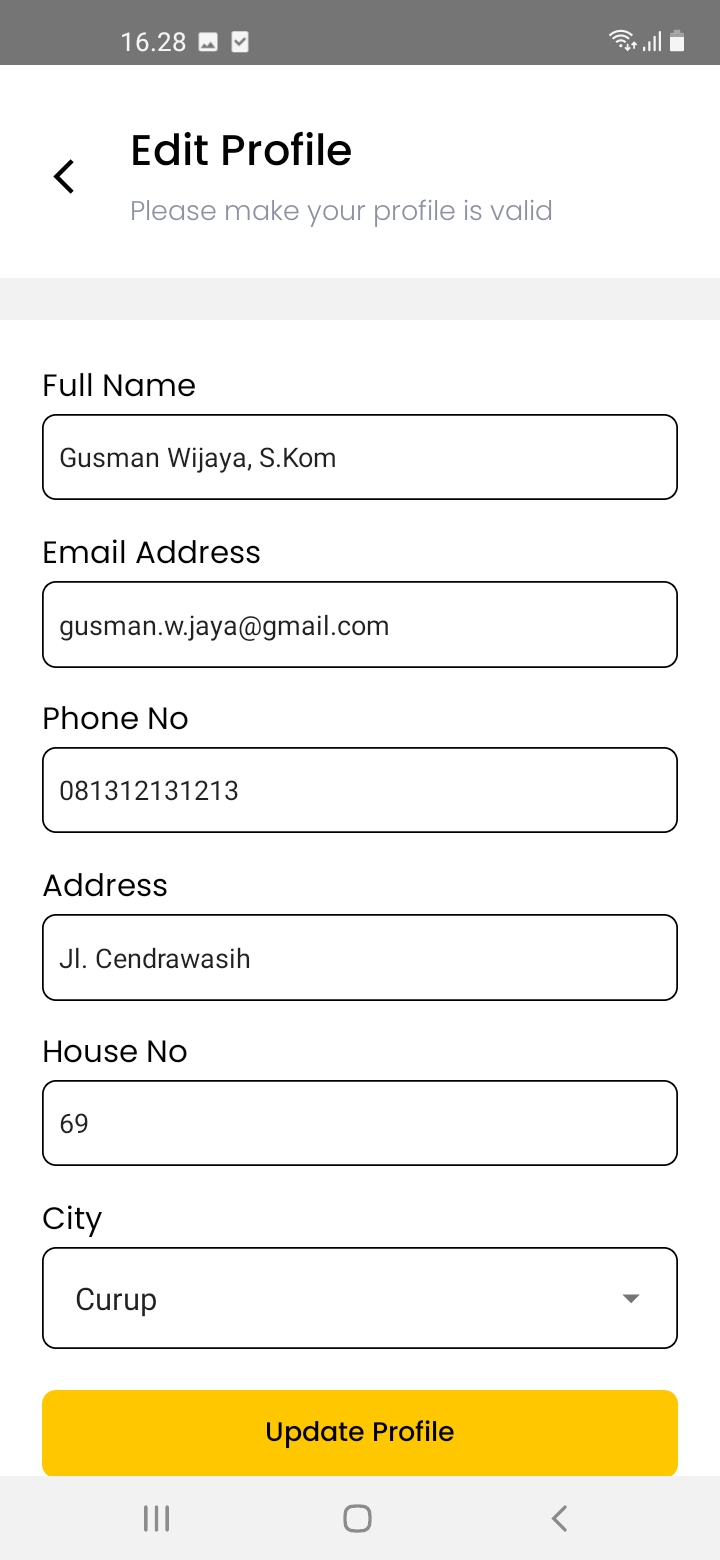 16.28
Edit Profile
Please make your profile is valid
Full Name
Gusman Wijaya, S.Kom
Email Address
gusman.w.jaya@gmail.com
Phone No
081312131213
Address
Jl. Cendrawasih
House No
69
City
Curup
Update Profile